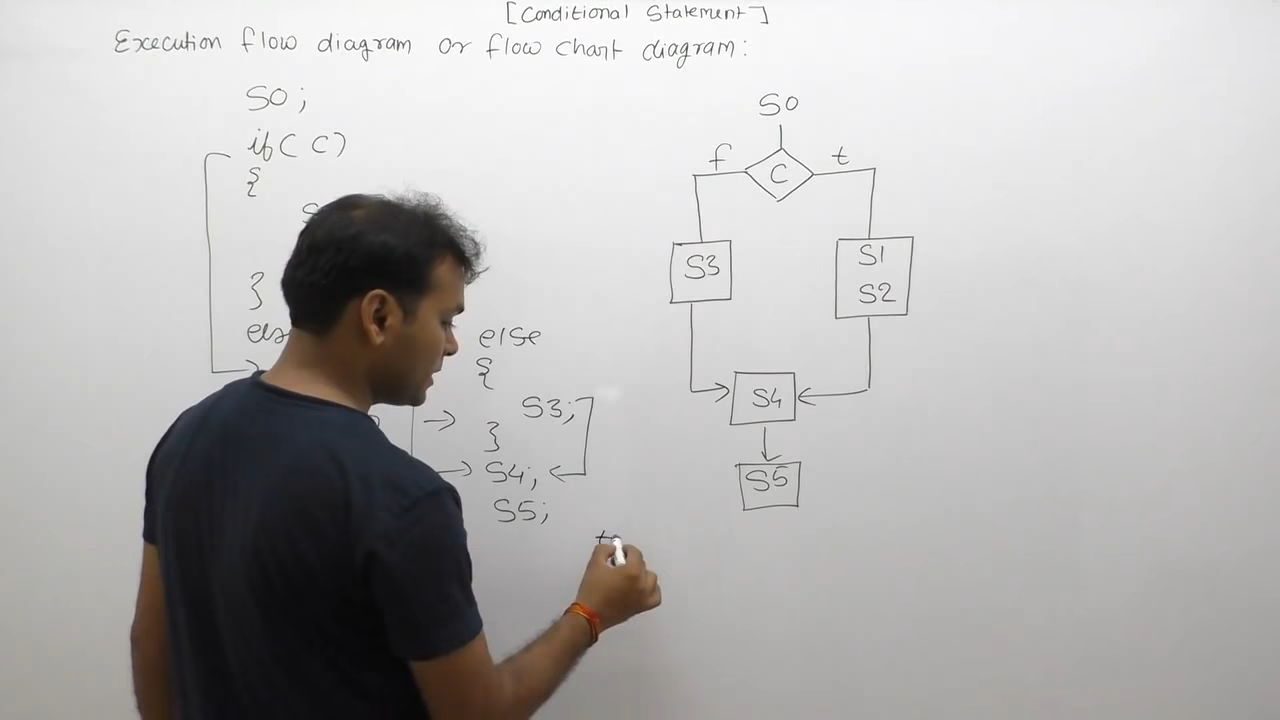 [Conditional Statement]
Execution flow diagram or flow chart diagram:
S0;
if( C)
{
}
else
{
S3;
}
S4;
S5;
S0
f
C
t
S3
S1
S2
S4
S5